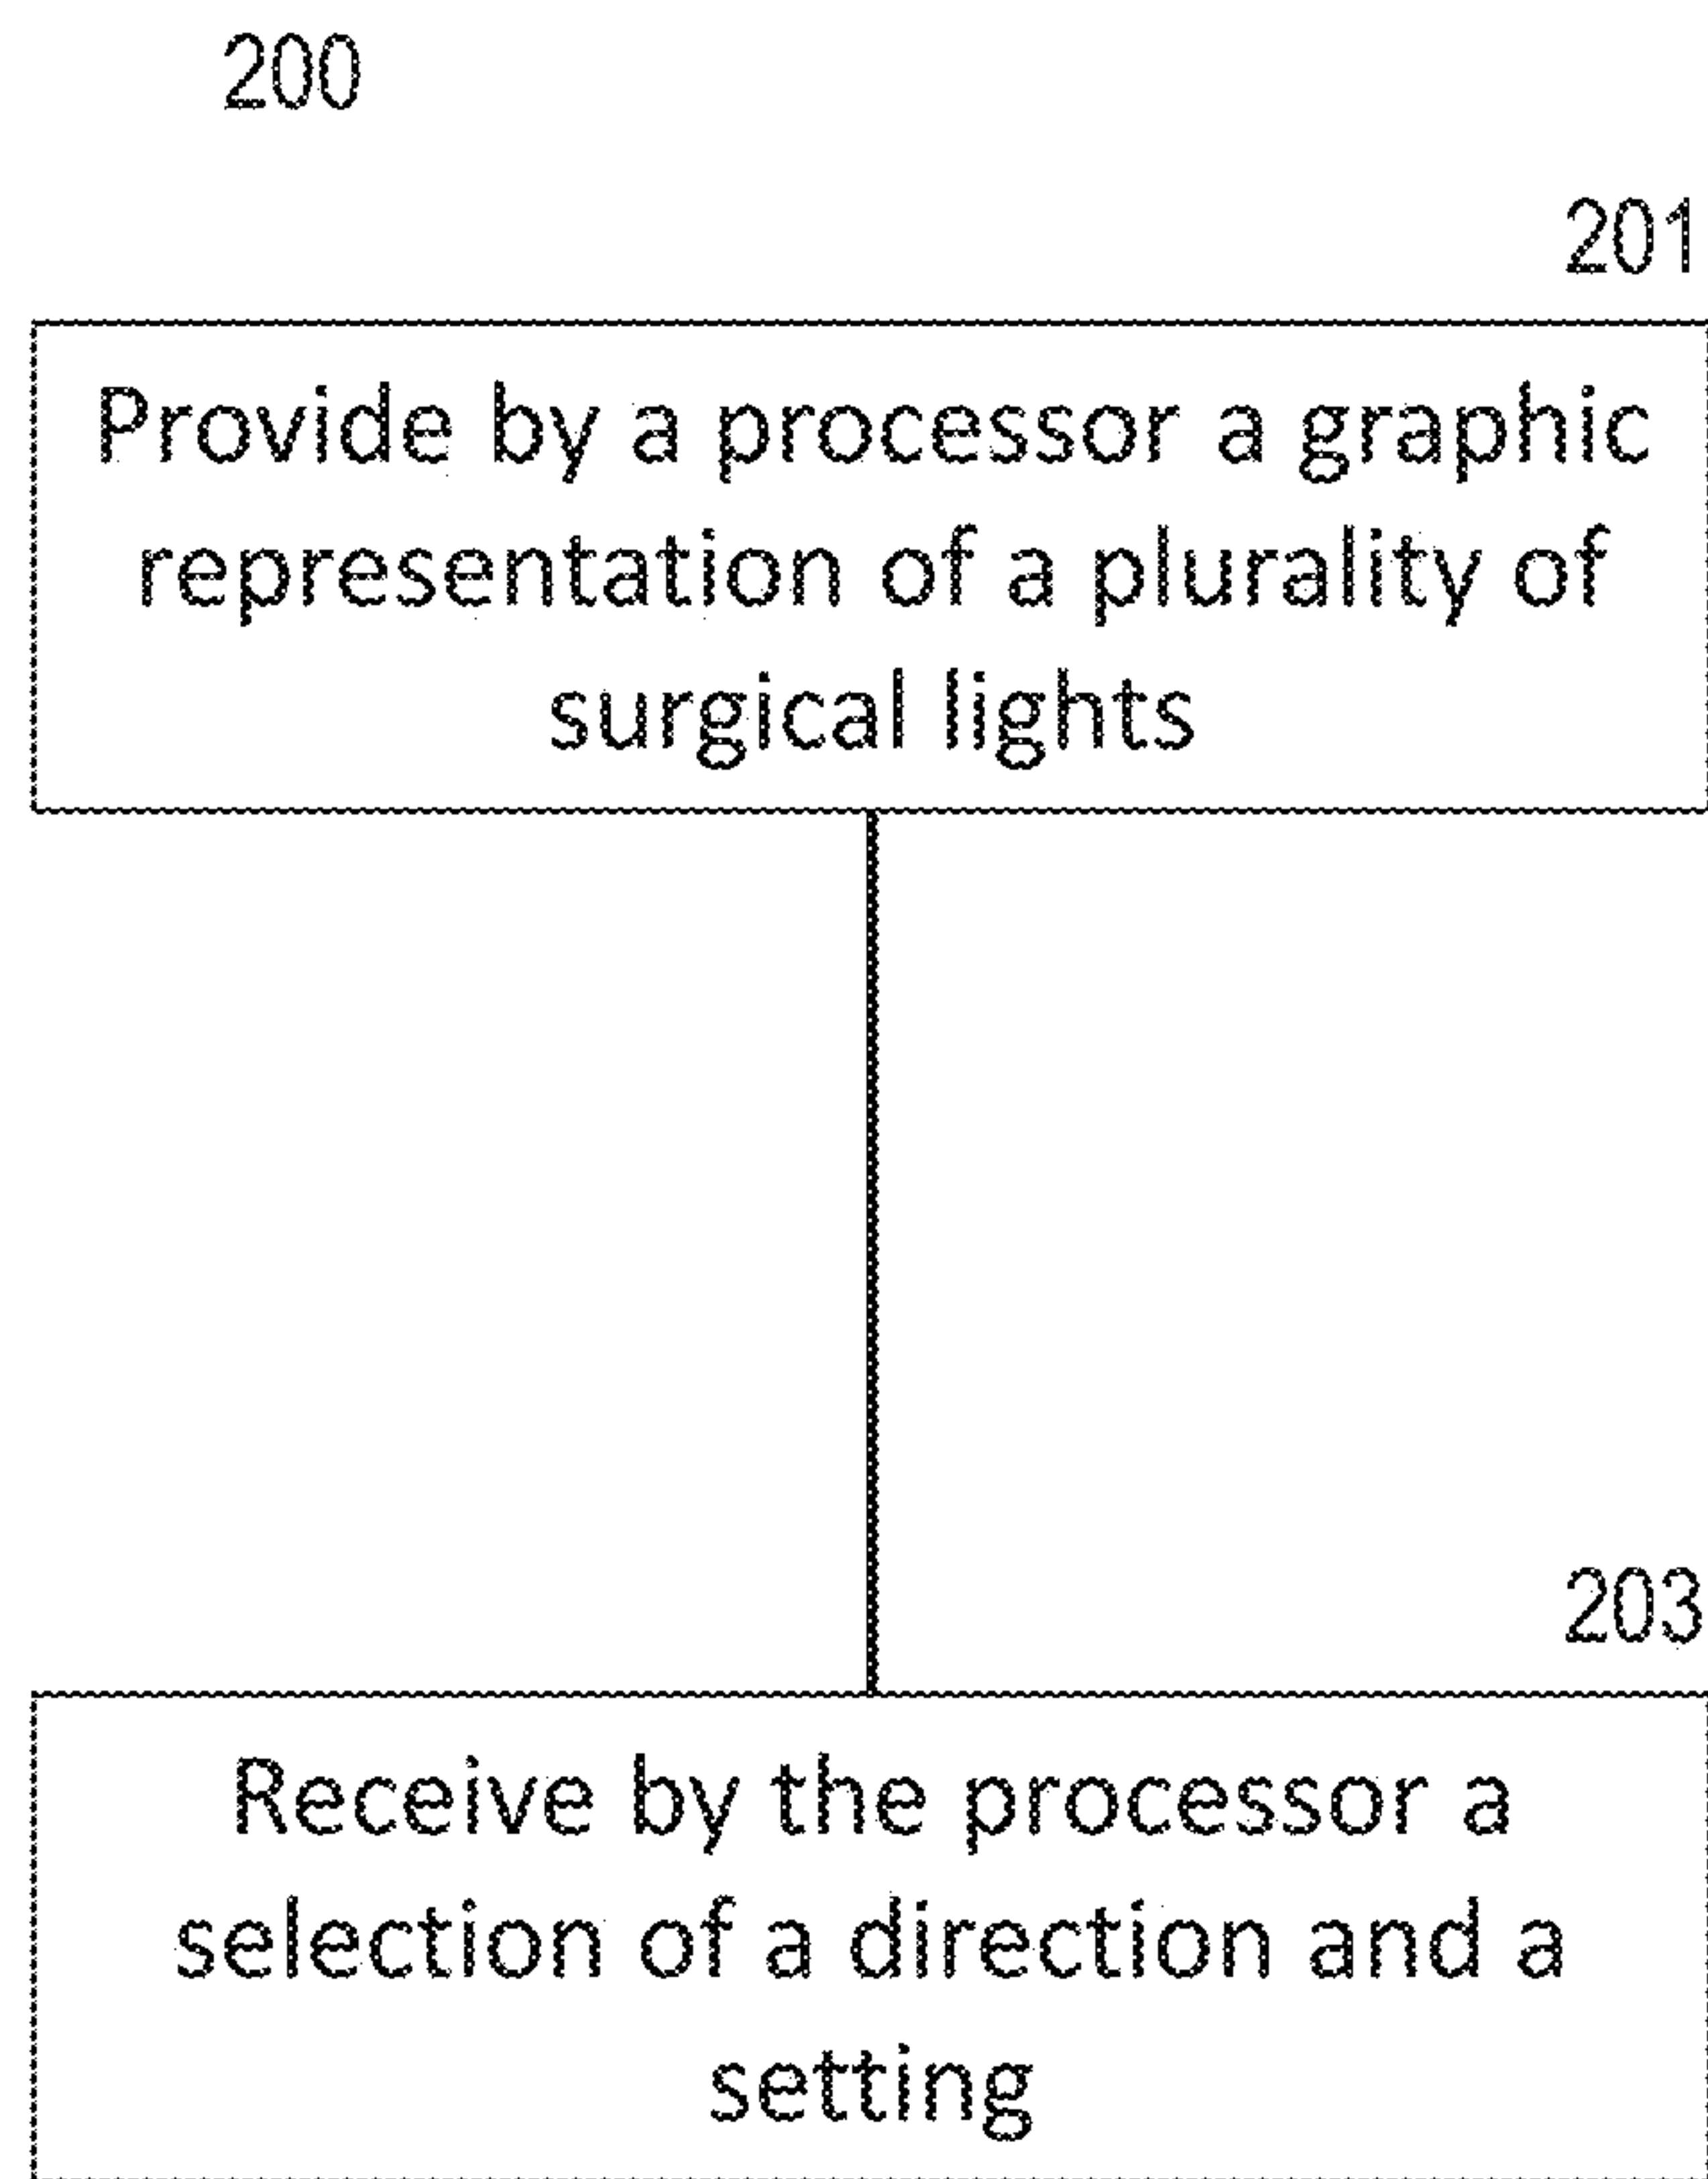 200
201
Provide by a processor a graphic
representation of a plurality of
surgical lights
203
Receive by the processor a
selection of a direction and a
setting